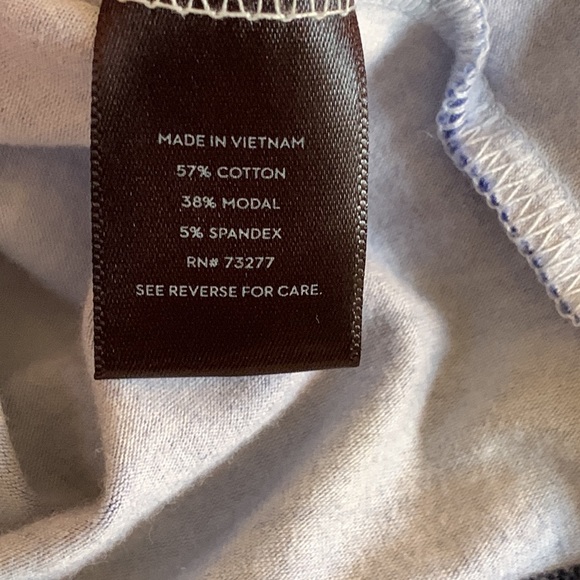 MADE IN VIETNAM
57% COTTON
38% MODAL
5% SPANDEX
RN# 73277
SEE REVERSE FOR CARE.